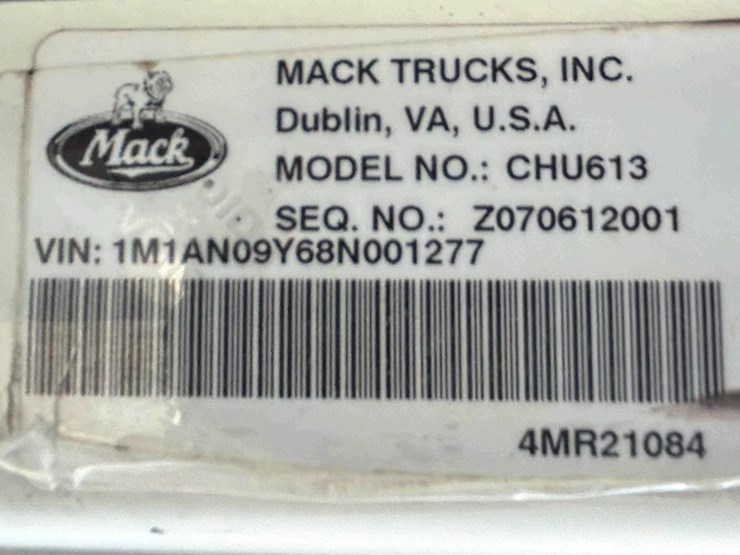 MACK TRUCKS, INC.
Mack
Dublin, VA, U.S.A.
MODEL NO.: CHU613
SEQ. NO.: Z070612001
VIN: 1M1AN09Y68N001277
4MR21084